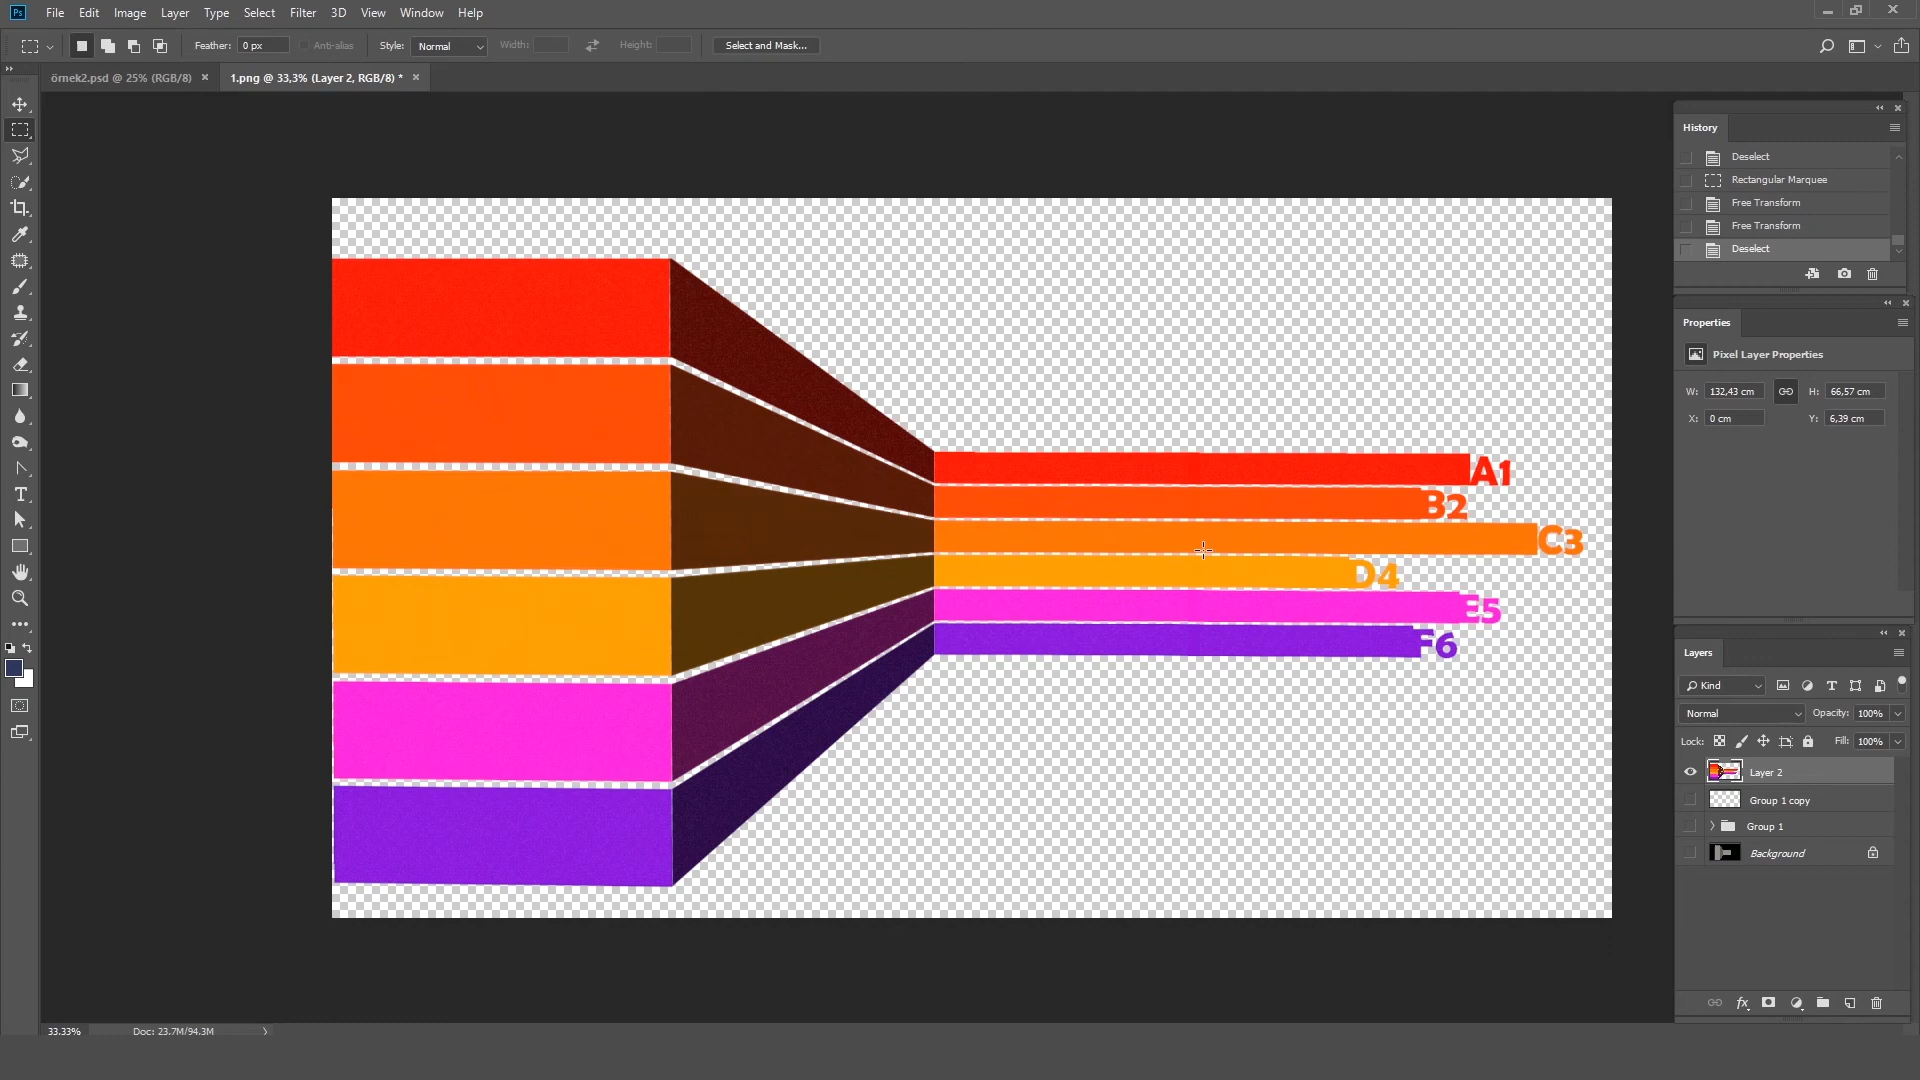 Ps File Edit Image Layer Type Select Filter 3D View Window Help
Feather: 0 px Anti-alias Style: Normal Width: Height: Select and Mask...
örnek2.psd @ 25% (RGB/8) × 1.png @ 33,3% (Layer 2, RGB/8) * ×
History
Deselect
Rectangular Marquee
Free Transform
Free Transform
Deselect
Properties
Pixel Layer Properties
W: 132,43 cm H: 66,57 cm
X: 0 cm Y: 6,39 cm
A1
B2
C3
D4
E5
F6
Layers
Kind
Normal Opacity: 100%
Lock: Fill: 100%
Layer 2
Group 1 copy
Group 1
Background
33.33% Doc: 23,7M/94,3M